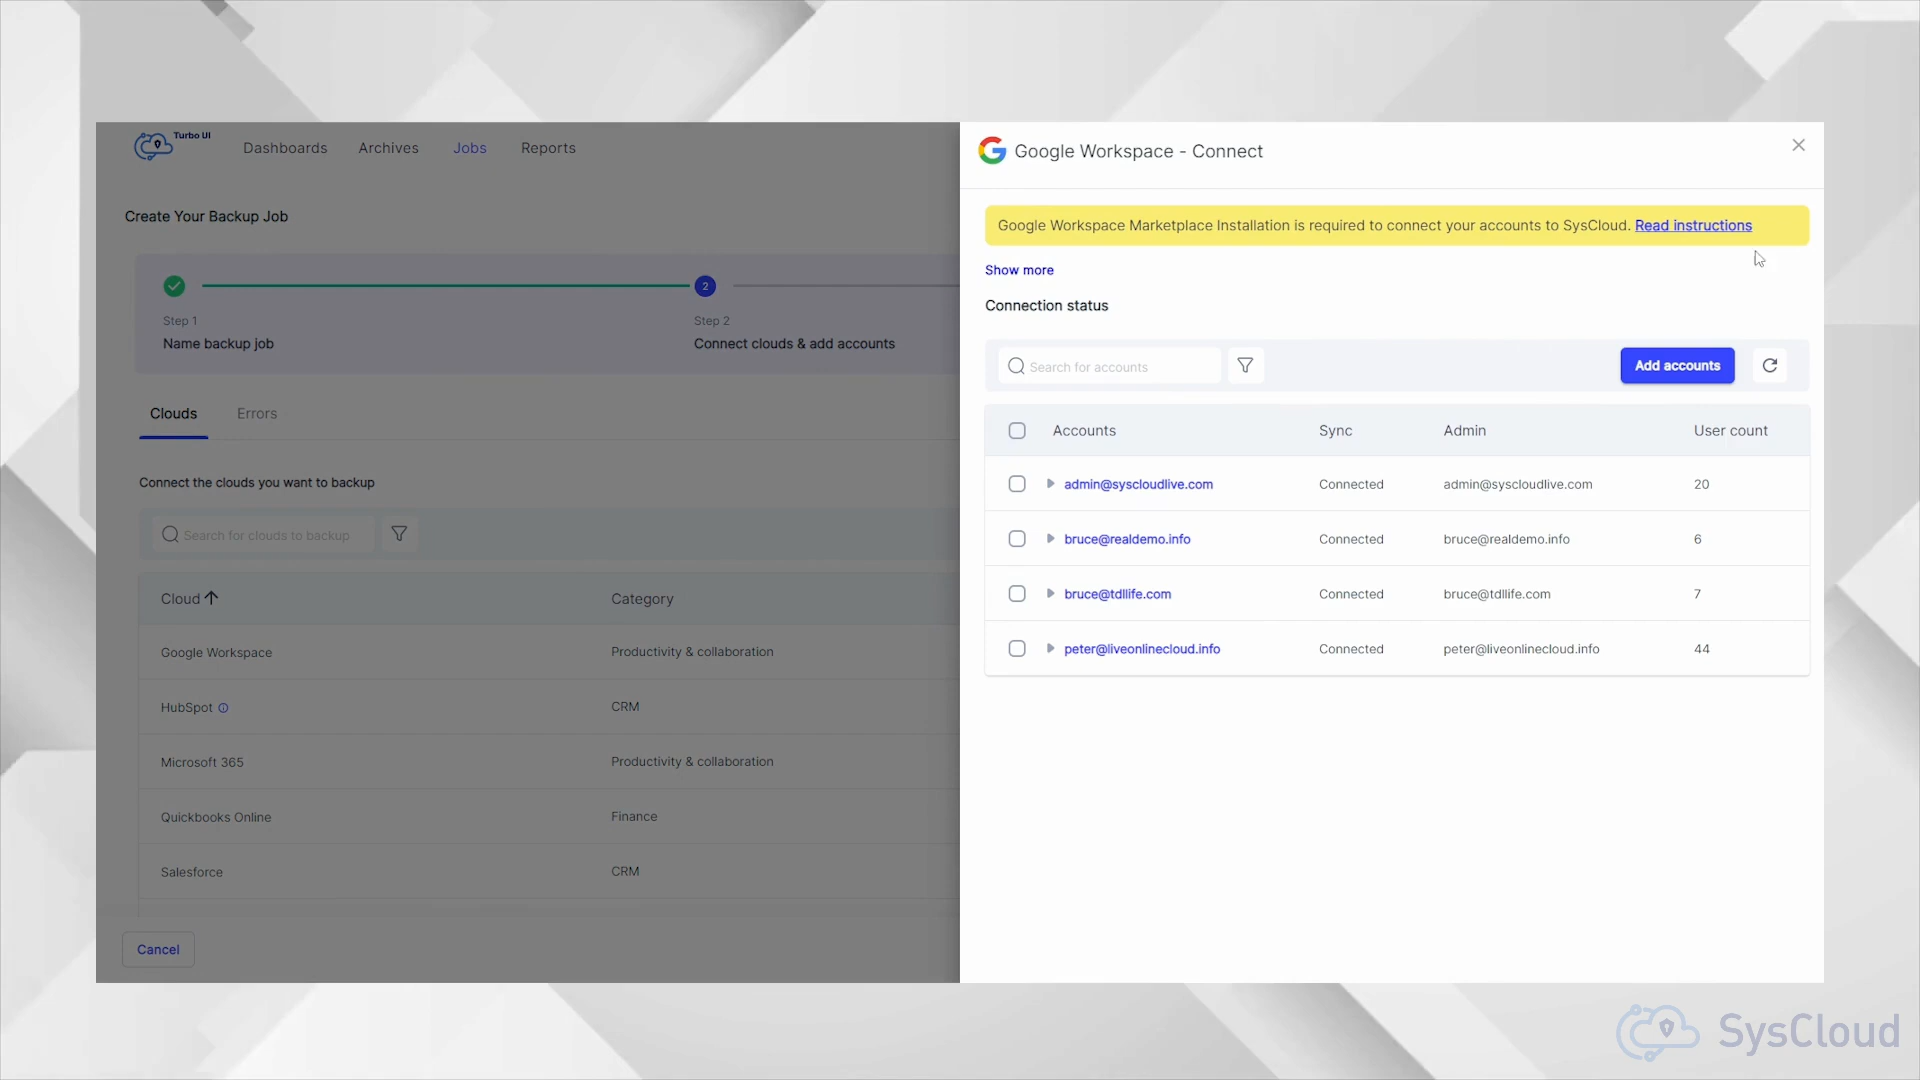 Turbo UI
Dashboards Archives Jobs Reports
Create Your Backup Job
2
Step 1 Step 2
Name backup job Connect clouds & add accounts
Clouds Errors
Connect the clouds you want to backup
Search for clouds to backup
Cloud Category
Google Workspace Productivity & collaboration
HubSpot CRM
Microsoft 365 Productivity & collaboration
Quickbooks Online Finance
Salesforce CRM
Cancel
Google Workspace - Connect
Google Workspace Marketplace Installation is required to connect your accounts to SysCloud. Read instructions
Show more
Connection status
Search for accounts Add accounts
Accounts Sync Admin User count
admin@syscloudlive.com Connected admin@syscloudlive.com 20
bruce@realdemo.info Connected bruce@realdemo.info 6
bruce@tdllife.com Connected bruce@tdllife.com 7
peter@liveonlinecloud.info Connected peter@liveonlinecloud.info 44
SysCloud